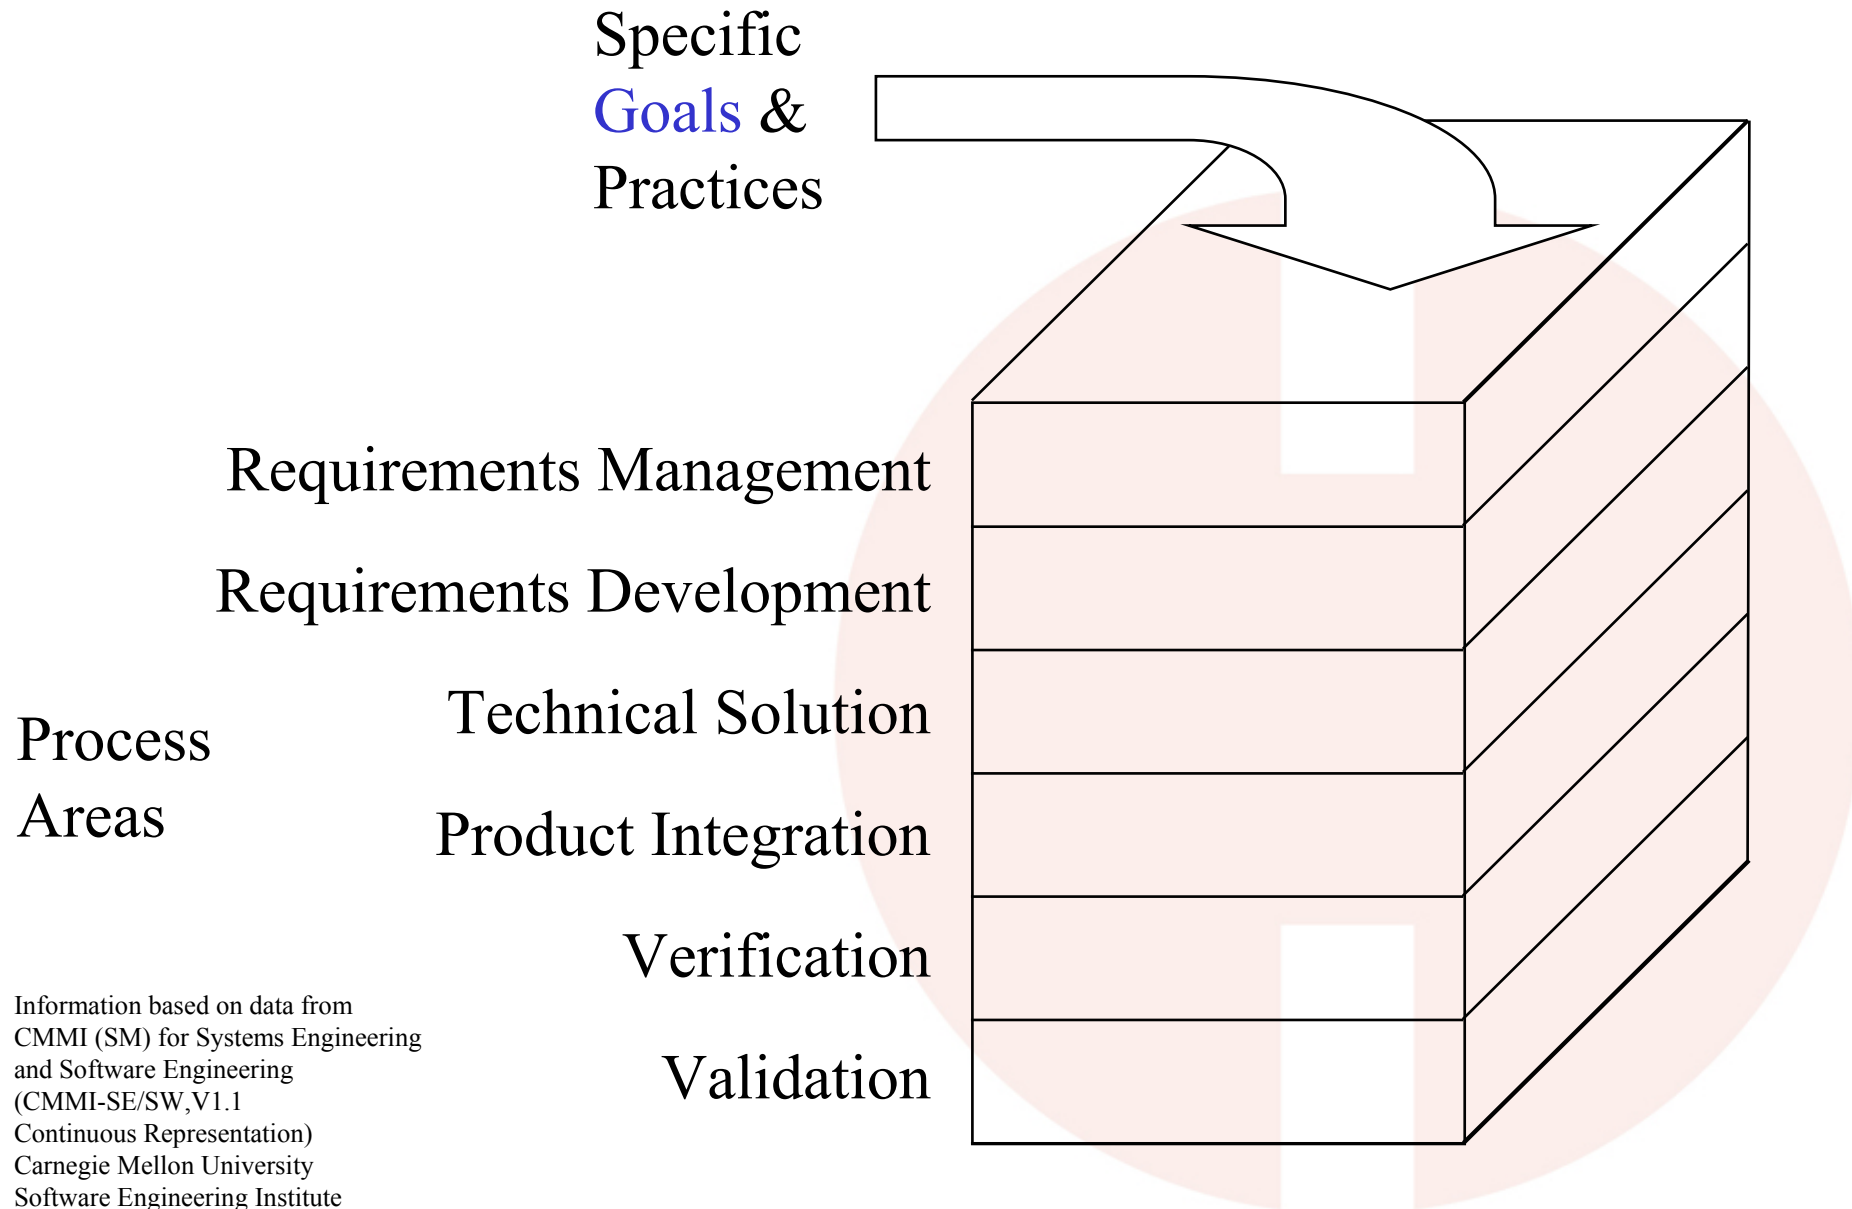 Specific
Goals &
Practices
Requirements Management
Requirements Development
Technical Solution
Process
Areas
Product Integration
Verification
Validation
Information based on data from
CMMI (SM) for Systems Engineering
and Software Engineering
(CMMI-SE/SW,V1.1
Continuous Representation)
Carnegie Mellon University
Software Engineering Institute